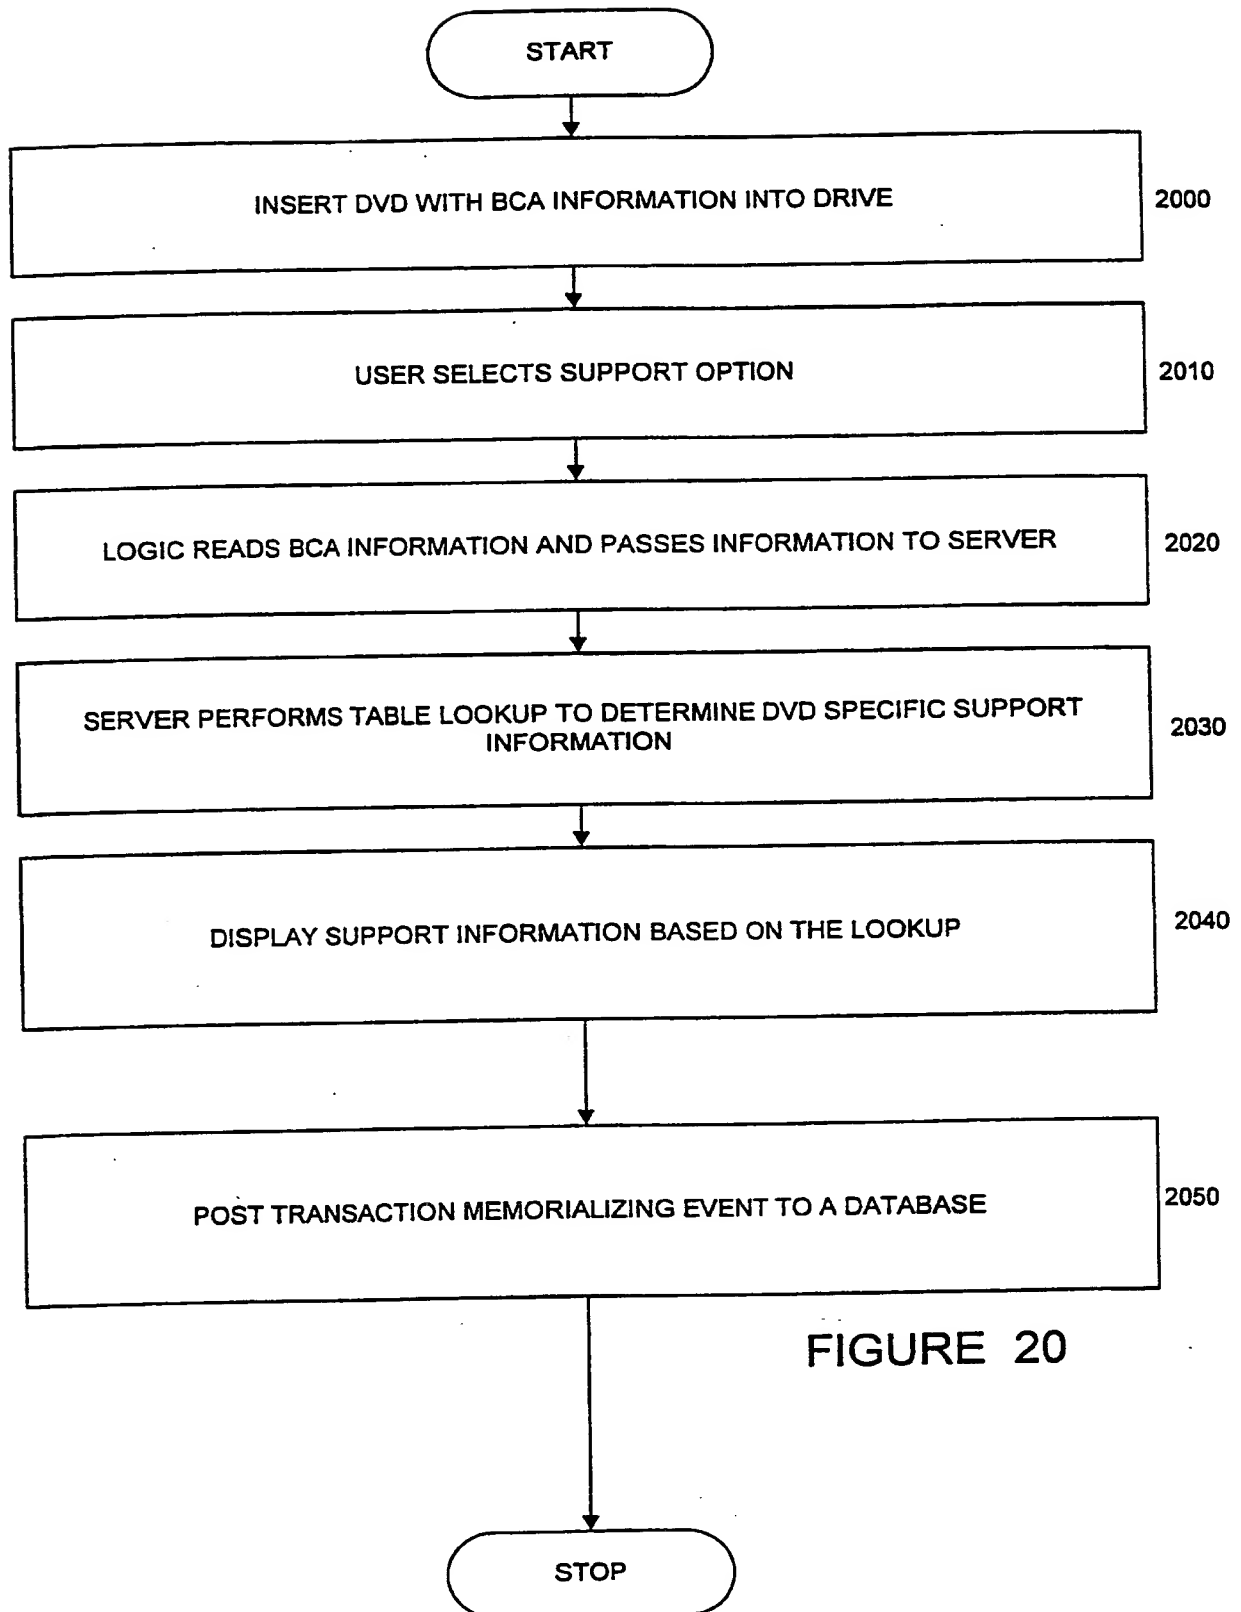 START
INSERT DVD WITH BCA INFORMATION INTO DRIVE
2000
USER SELECTS SUPPORT OPTION
2010
LOGIC READS BCA INFORMATION AND PASSES INFORMATION TO SERVER
2020
SERVER PERFORMS TABLE LOOKUP TO DETERMINE DVD SPECIFIC SUPPORT
INFORMATION
2030
DISPLAY SUPPORT INFORMATION BASED ON THE LOOKUP
2040
POST TRANSACTION MEMORIALIZING EVENT TO A DATABASE
2050
FIGURE 20
STOP